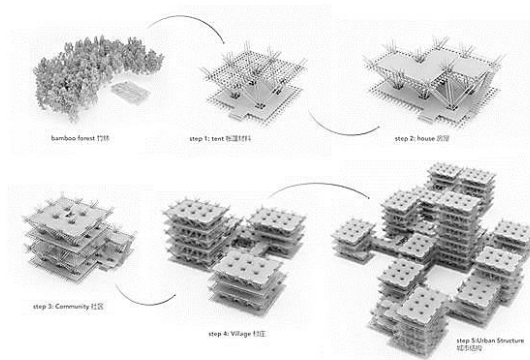 bamboo forest 竹林
step 1: tent 帐篷材料
step 2: house 房屋
step 3: Community 社区
step 4: Village 村庄
step 5:Urban Structure
城市结构